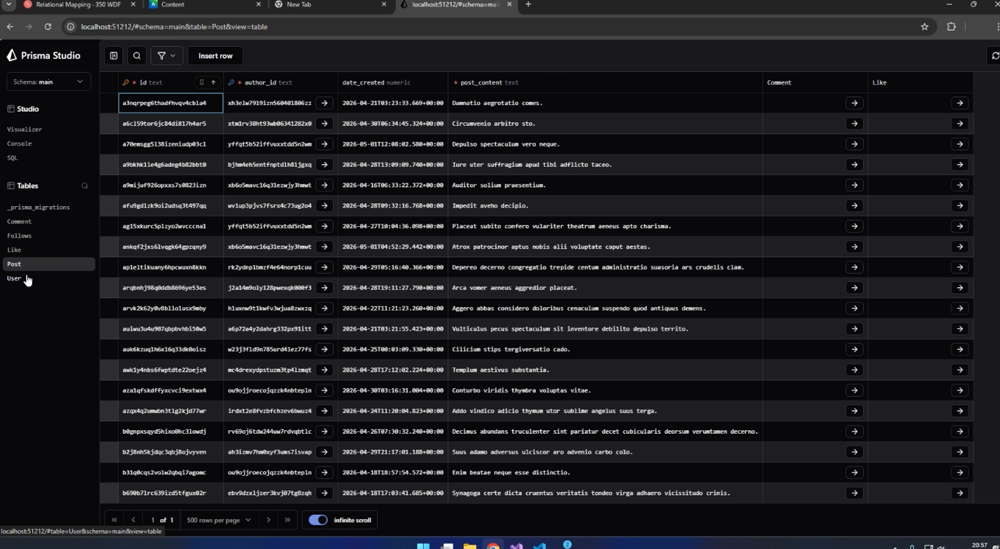 Relational Mapping · 350 WDF
Content
New Tab
localhost:51212/#schema=mai
localhost:51212/#schema=main&table=Post&view=table
Prisma Studio
Insert row
Schema: main
Studio
Visualizer
Console
SQL
Tables
_prisma_migrations
Comment
Follows
Like
Post
User
* id text * author_id text date_created numeric * post_content text Comment Like
a3nqrpeg6thadfhvqv4cbla4 xh3elw7919izn560401806zz 2026-04-21T03:23:33.669+00:00 Damnatio aegrotatio comes.
a6cl59tor6jc84di817h4ar5 xtm1rv38ht93wb06341282x0 2026-04-30T06:34:45.324+00:00 Circumvenio arbitro sto.
a70emsgg5138izeniudp03cl yffqt5b52iffvuxxtdd5n2wm 2026-05-01T12:08:02.580+00:00 Depulso spectaculum vero neque.
a9bkhk1ie4g6adeg4b82bbt0 bjhm4eh5entfnptdlh81jgxq 2026-04-28T13:09:09.740+00:00 Iure uter suffragium apud tibi adflicto taceo.
a9mijuf926opxxs7s0823izn xb6o5mavc16q31ezwjy3hmwt 2026-04-16T06:33:22.372+00:00 Auditor solium praesentium.
afu9gdlzk9oi2udsq3t497qq wv1up3pjvs7fsrx4c73ug2o4 2026-04-28T09:32:16.768+00:00 Impedit aveho decipio.
ag15xkurc5plzyo2wvcccna1 yffqt5b52iffvuxxtdd5n2wm 2026-04-27T10:04:36.098+00:00 Placeat subito confero vulariter theatrum aeneus apto charisma.
ankqf2jxs6lvqgk64gpzqny9 xb6o5mavc16q31ezwjy3hmwt 2026-05-01T04:52:29.442+00:00 Atrox patrocinor aptus nobis alii voluptate caput aestas.
ap1eltikuany6hpcwuxn8kkn rk2ydnp1bmzf4e64norp1cuu 2026-04-29T05:16:40.366+00:00 Depereo decerno congregatio trepide centum administratio suasoria ars crudelis clam.
arqbnhj98q0ddb8696ye53es j2a14m9oly128pwexqk000f3 2026-04-28T19:11:27.790+00:00 Arca vomer aeneus aggredior placeat.
arvk2k62y0v8bllo1usx9mby h1uxnw9t1kwfv3wjua8zwxzq 2026-04-22T11:21:23.260+00:00 Aggero abbas considero doloribus cenaculum suspendo quod antiquus demens.
auiwu3u4u907qbpbvhbi50w5 a6p72a4y2dahrg332px91itt 2026-04-21T03:21:55.423+00:00 Vulticulus pecus spectaculum sit inventore debilito depulso territo.
auk6kzuq1h6x16q33dk0oisz w23j3fld9n785urd41ez77fs 2026-04-25T00:03:09.330+00:00 Cilicium stips tergiversatio cado.
awk1y4nbs6fwptdte22oejz4 mc4drexydpstuzm3tp4lzmqt 2026-04-28T17:12:02.224+00:00 Templum aestivus substantia.
aza1qfskdffyxcvci9extwx4 ou9ojjroecojqzzk4nbtepln 2026-04-30T03:16:31.004+00:00 Conturbo viridis thymbra voluptas vitae.
azqx4q2umwbn3tlg2kjd77wr irdxt2e8fvzbfchzev6bwuz4 2026-04-24T11:20:04.823+00:00 Addo vindico adicio thymum utor sublime angelus suus terga.
b0gnpxsqyd5hixo0hc3lowdj rv69oj6tdw244uw7rdvqbtlc 2026-04-26T07:30:32.240+00:00 Decimus abundans truculenter sint pariatur decet cubicularis deorsum verumtamen decerno.
b2j8nh5kjdqc3qbj8ojvyven ah3izmv7hm0xyf3ums7isvap 2026-04-29T21:17:01.188+00:00 Suus adamo adversus ulciscor aro advenio carbo colo.
b31q0cqs2volw2qbqi7agomc ou9ojjroecojqzzk4nbtepln 2026-04-18T18:57:54.572+00:00 Enim beatae neque esse distinctio.
b690b7lrc639izd5tfgux02r ebv9dzxljzer3kvj07tg8zqh 2026-04-18T17:03:41.685+00:00 Synagoga certe dicta cruentus veritatis tondeo virga adhaero vicissitudo crinis.
1 of 1 500 rows per page infinite scroll
localhost:51212/#table=User&schema=main&view=table
2
20:57